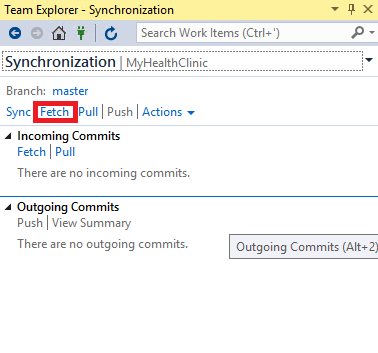 Team Explorer - Synchronization
Search Work Items (Ctrl+')
Synchronization | MyHealthClinic
Branch: master
Sync | Fetch | Pull | Push | Actions
Incoming Commits
Fetch | Pull
There are no incoming commits.
Outgoing Commits
Push | View Summary
There are no outgoing commits.
Outgoing Commits (Alt+2)